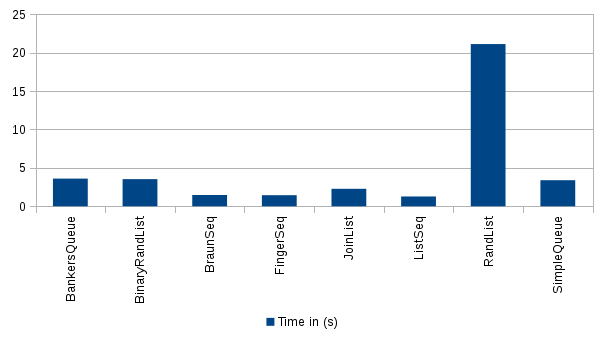 25
20
15
10
5
0
BankersQueue
BinaryRandList
BraunSeq
FingerSeq
JoinList
ListSeq
RandList
SimpleQueue
Time in (s)